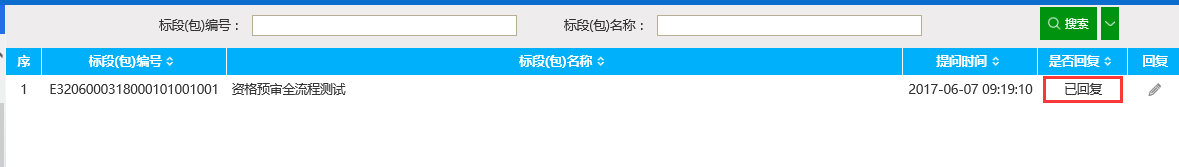 标段(包)编号： 标段(包)名称： 搜索
序 标段(包)编号 标段(包)名称 提问时间 是否回复 回复
1 E3206000318000101001001 资格预审全流程测试 2017-06-07 09:19:10 已回复